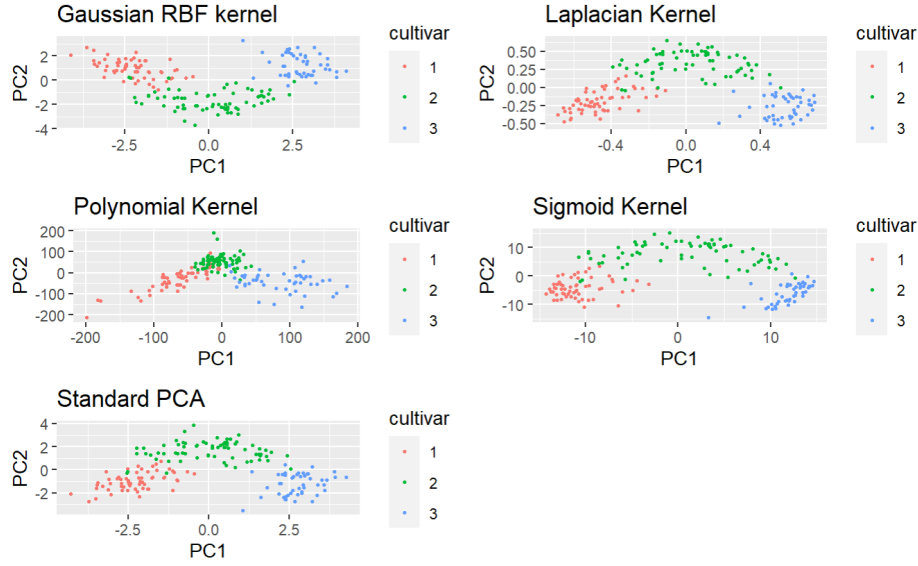 Gaussian RBF kernel
PC2
2
0
-2
-4
-2.5 0.0 2.5
PC1
cultivar
1
2
3
Laplacian Kernel
PC2
0.50
0.25
0.00
-0.25
-0.50
-0.4 0.0 0.4
PC1
cultivar
1
2
3
Polynomial Kernel
PC2
200
100
0
-100
-200
-200 -100 0 100 200
PC1
cultivar
1
2
3
Sigmoid Kernel
PC2
10
0
-10
-10 0 10
PC1
cultivar
1
2
3
Standard PCA
PC2
4
2
0
-2
-2.5 0.0 2.5
PC1
cultivar
1
2
3